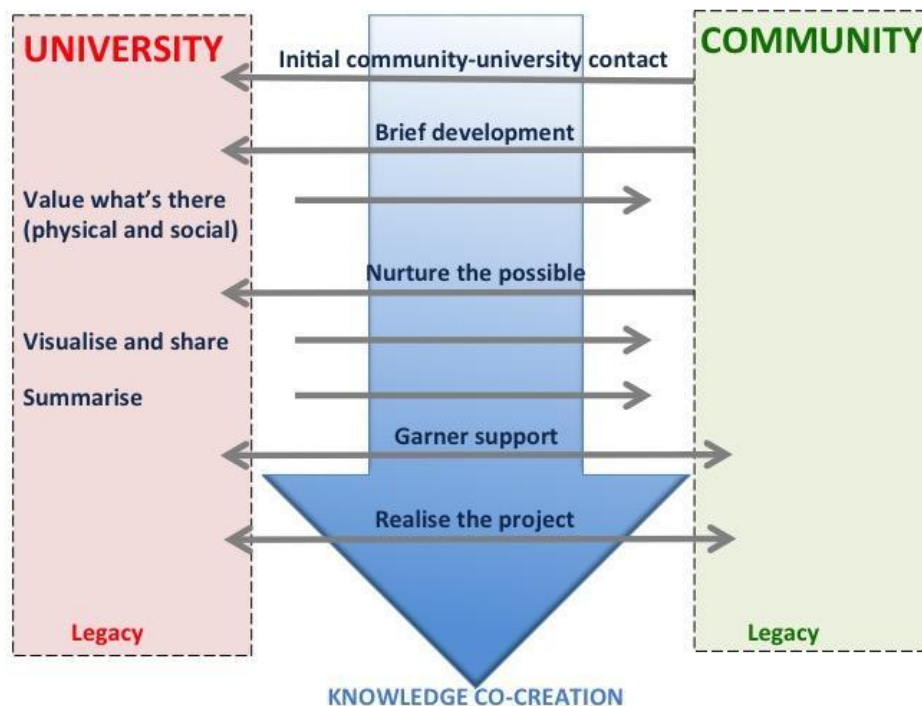 UNIVERSITY
COMMUNITY
Initial community-university contact
Brief development
Value what's there
(physical and social)
Nurture the possible
Visualise and share
Summarise
Garner support
Realise the project
Legacy
Legacy
KNOWLEDGE CO-CREATION